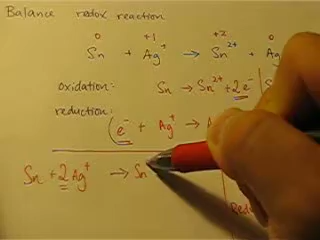 Balance redox reaction
0 +1 +2 0
Sn + Ag⁺ → Sn²⁺ + Ag
oxidation: Sn → Sn²⁺ + 2e⁻
reduction:
(e⁻ + Ag⁺ → A
Sn + 2Ag⁺ → Sn